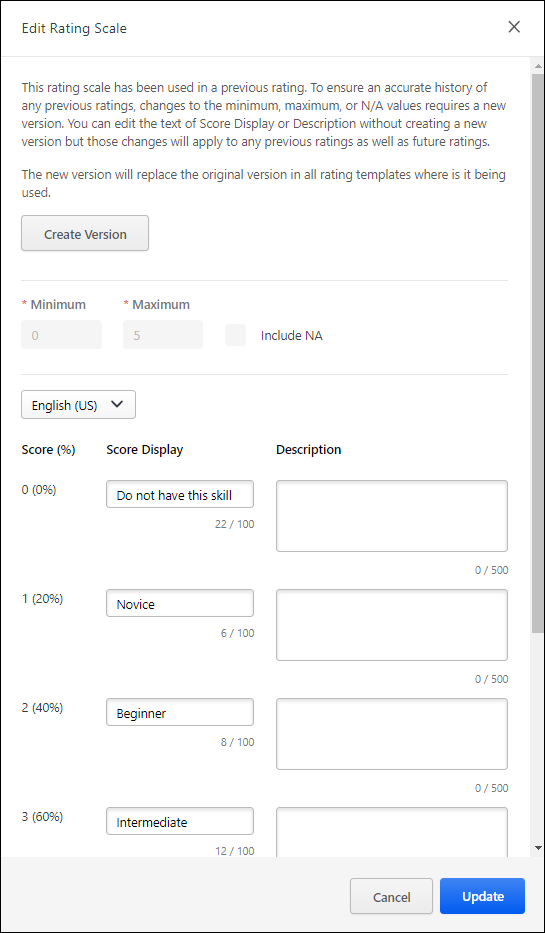 Edit Rating Scale
This rating scale has been used in a previous rating. To ensure an accurate history of
any previous ratings, changes to the minimum, maximum, or N/A values requires a new
version. You can edit the text of Score Display or Description without creating a new
version but those changes will apply to any previous ratings as well as future ratings.
The new version will replace the original version in all rating templates where is it being
used.
Create Version
* Minimum * Maximum
0 5 Include NA
English (US)
Score (%) Score Display Description
0 (0%) Do not have this skill
22 / 100
0 / 500
1 (20%) Novice
6 / 100
0 / 500
2 (40%) Beginner
8 / 100
0 / 500
3 (60%) Intermediate
12 / 100
Cancel Update